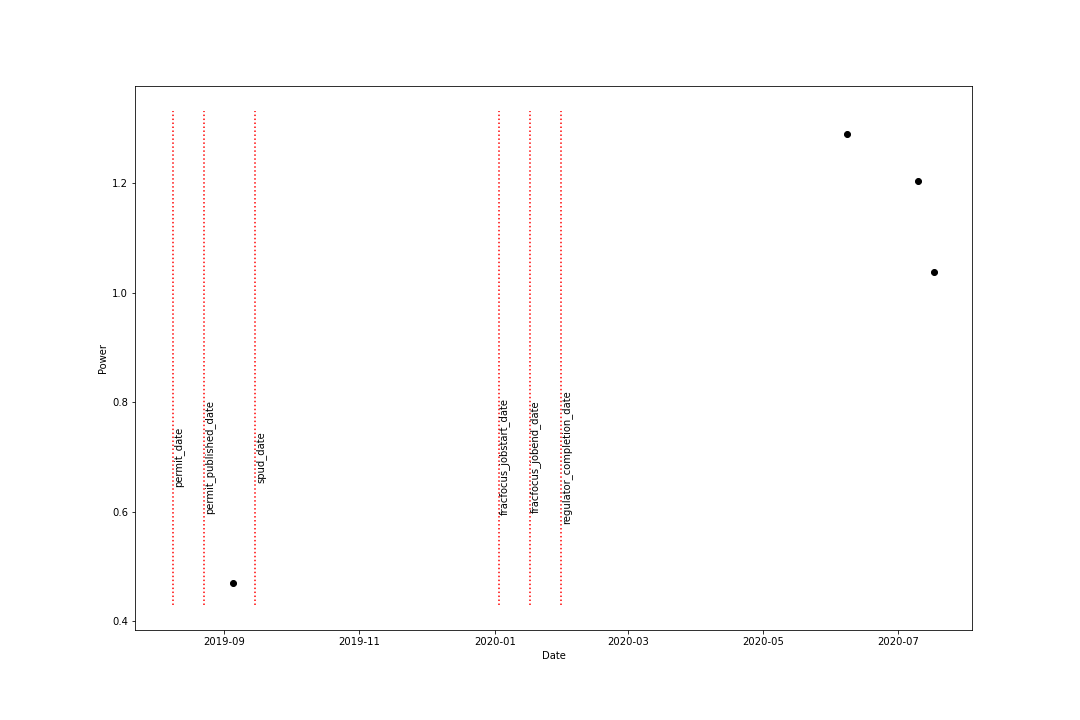 1.2
1.0
0.8
0.6
0.4
Power
permit_date
permit_published_date
spud_date
fracfocus_jobstart_date
fracfocus_jobend_date
regulator_completion_date
2019-09
2019-11
2020-01
2020-03
2020-05
2020-07
Date